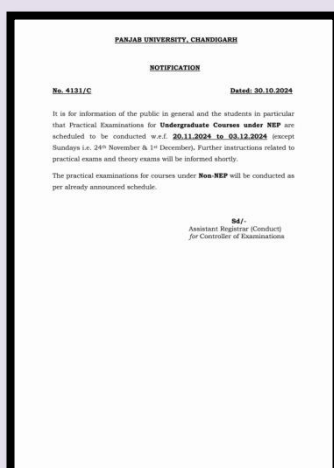 PANJAB UNIVERSITY, CHANDIGARH
NOTIFICATION
No. 4131/C Dated: 30.10.2024
It is for information of the public in general and the students in particular
that Practical Examinations for Undergraduate Courses under NEP are
scheduled to be conducted w.e.f. 20.11.2024 to 03.12.2024 (except
Sundays i.e. 24th November & 1st December). Further instructions related to
practical exams and theory exams will be informed shortly.
The practical examinations for courses under Non-NEP will be conducted as
per already announced schedule.
Sd/-
Assistant Registrar (Conduct)
for Controller of Examinations